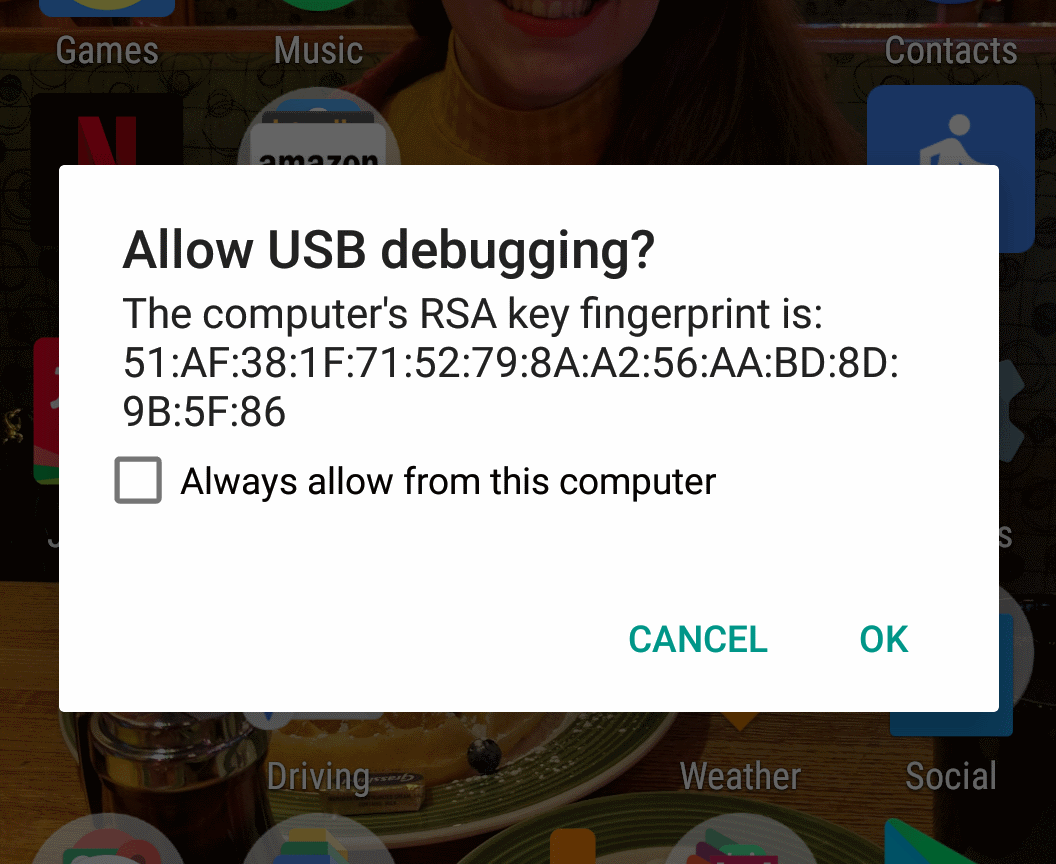 Games
Music
Contacts
N
amazon
Allow USB debugging?
The computer's RSA key fingerprint is:
51:AF:38:1F:71:52:79:8A:A2:56:AA:BD:8D:
9B:5F:86
Always allow from this computer
CANCEL
OK
Driving
Weather
Social